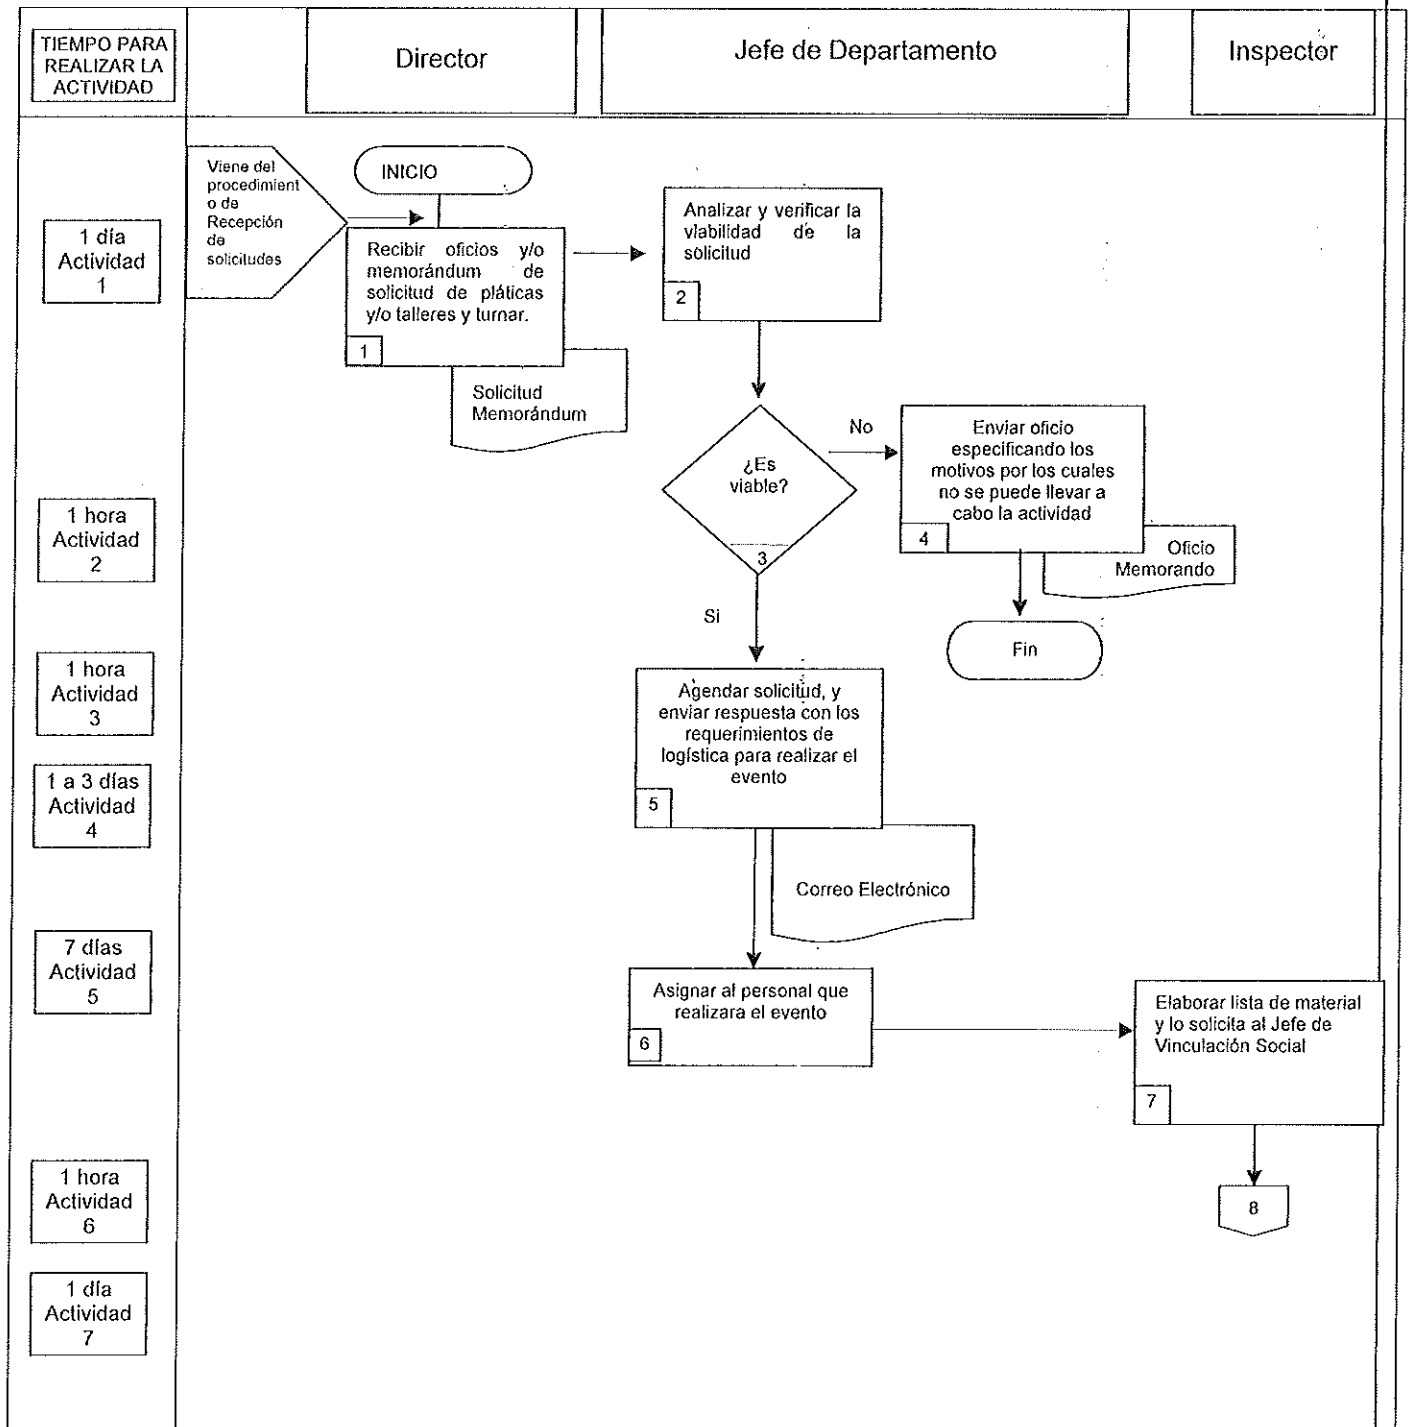 TIEMPO PARA
REALIZAR LA
ACTIVIDAD
Director
Jefe de Departamento
Inspector
Viene del
procedimient
o de
Recepción
de
solicitudes
INICIO
1 día
Actividad
1
Recibir oficios y/o
memorándum de
solicitud de pláticas
y/o talleres y turnar.
1
Solicitud
Memorándum
Analizar y verificar la
viabilidad de la
solicitud
2
¿Es
viable?
3
No
Enviar oficio
especificando los
motivos por los cuales
no se puede llevar a
cabo la actividad
4
Oficio
Memorando
Fin
1 hora
Actividad
2
Si
1 hora
Actividad
3
Agendar solicitud, y
enviar respuesta con los
requerimientos de
logística para realizar el
evento
5
1 a 3 días
Actividad
4
Correo Electrónico
7 días
Actividad
5
Asignar al personal que
realizara el evento
6
Elaborar lista de material
y lo solicita al Jefe de
Vinculación Social
7
8
1 hora
Actividad
6
1 día
Actividad
7